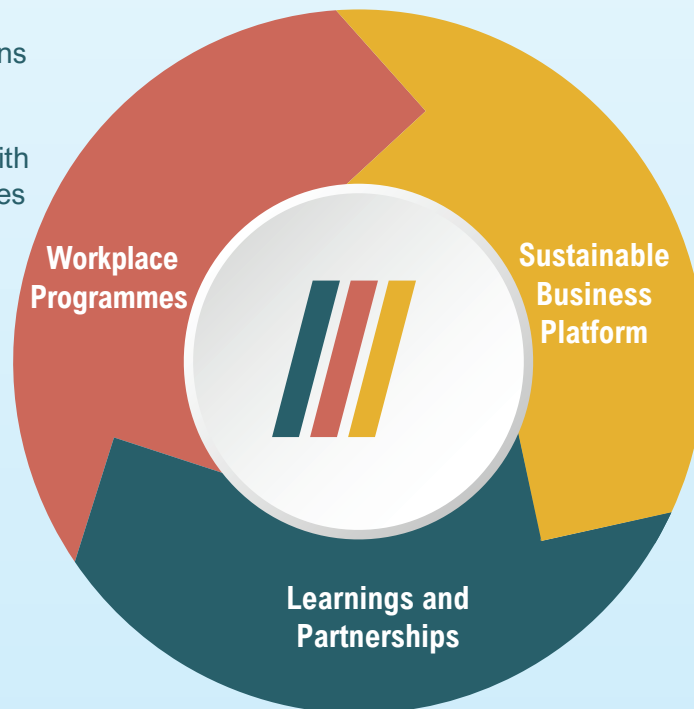 Workplace
Programmes
Sustainable
Business
Platform
Learnings and
Partnerships